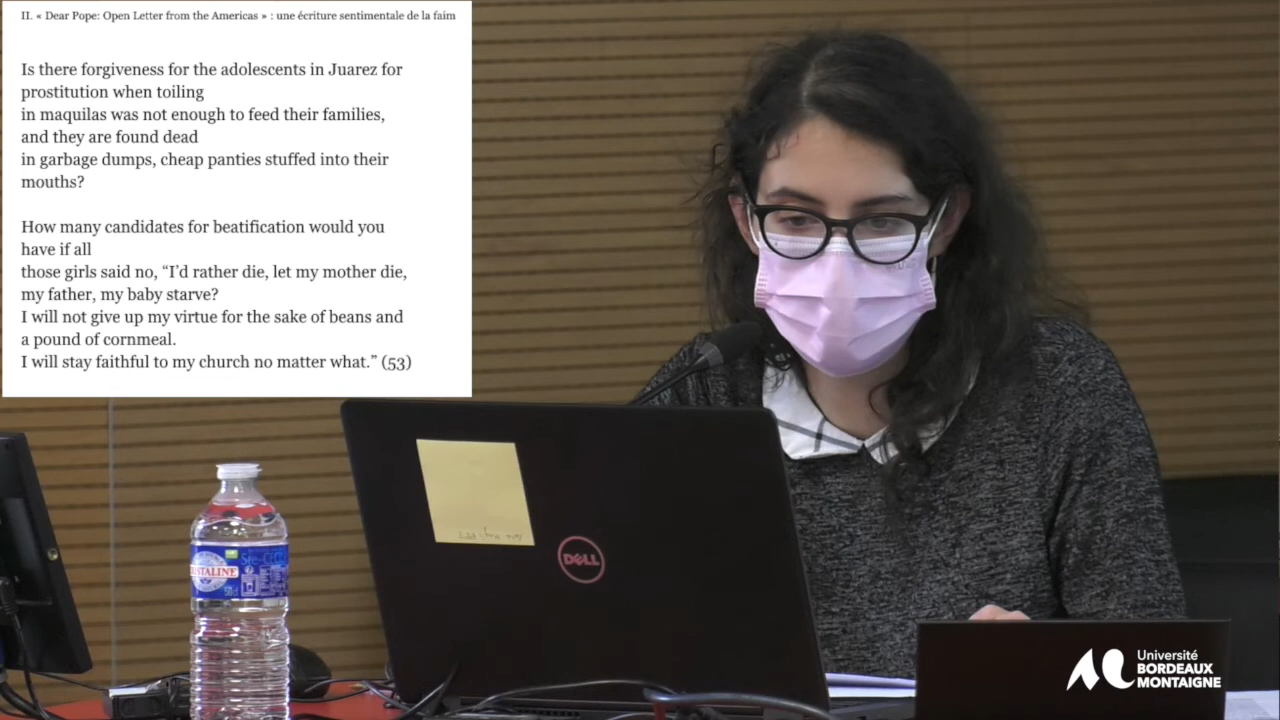 II. « Dear Pope: Open Letter from the Americas » : une écriture sentimentale de la faim
Is there forgiveness for the adolescents in Juarez for
prostitution when toiling
in maquilas was not enough to feed their families,
and they are found dead
in garbage dumps, cheap panties stuffed into their
mouths?
How many candidates for beatification would you
have if all
those girls said no, “I’d rather die, let my mother die,
my father, my baby starve?
I will not give up my virtue for the sake of beans and
a pound of cornmeal.
I will stay faithful to my church no matter what.” (53)
DELL
Université
BORDEAUX
MONTAIGNE